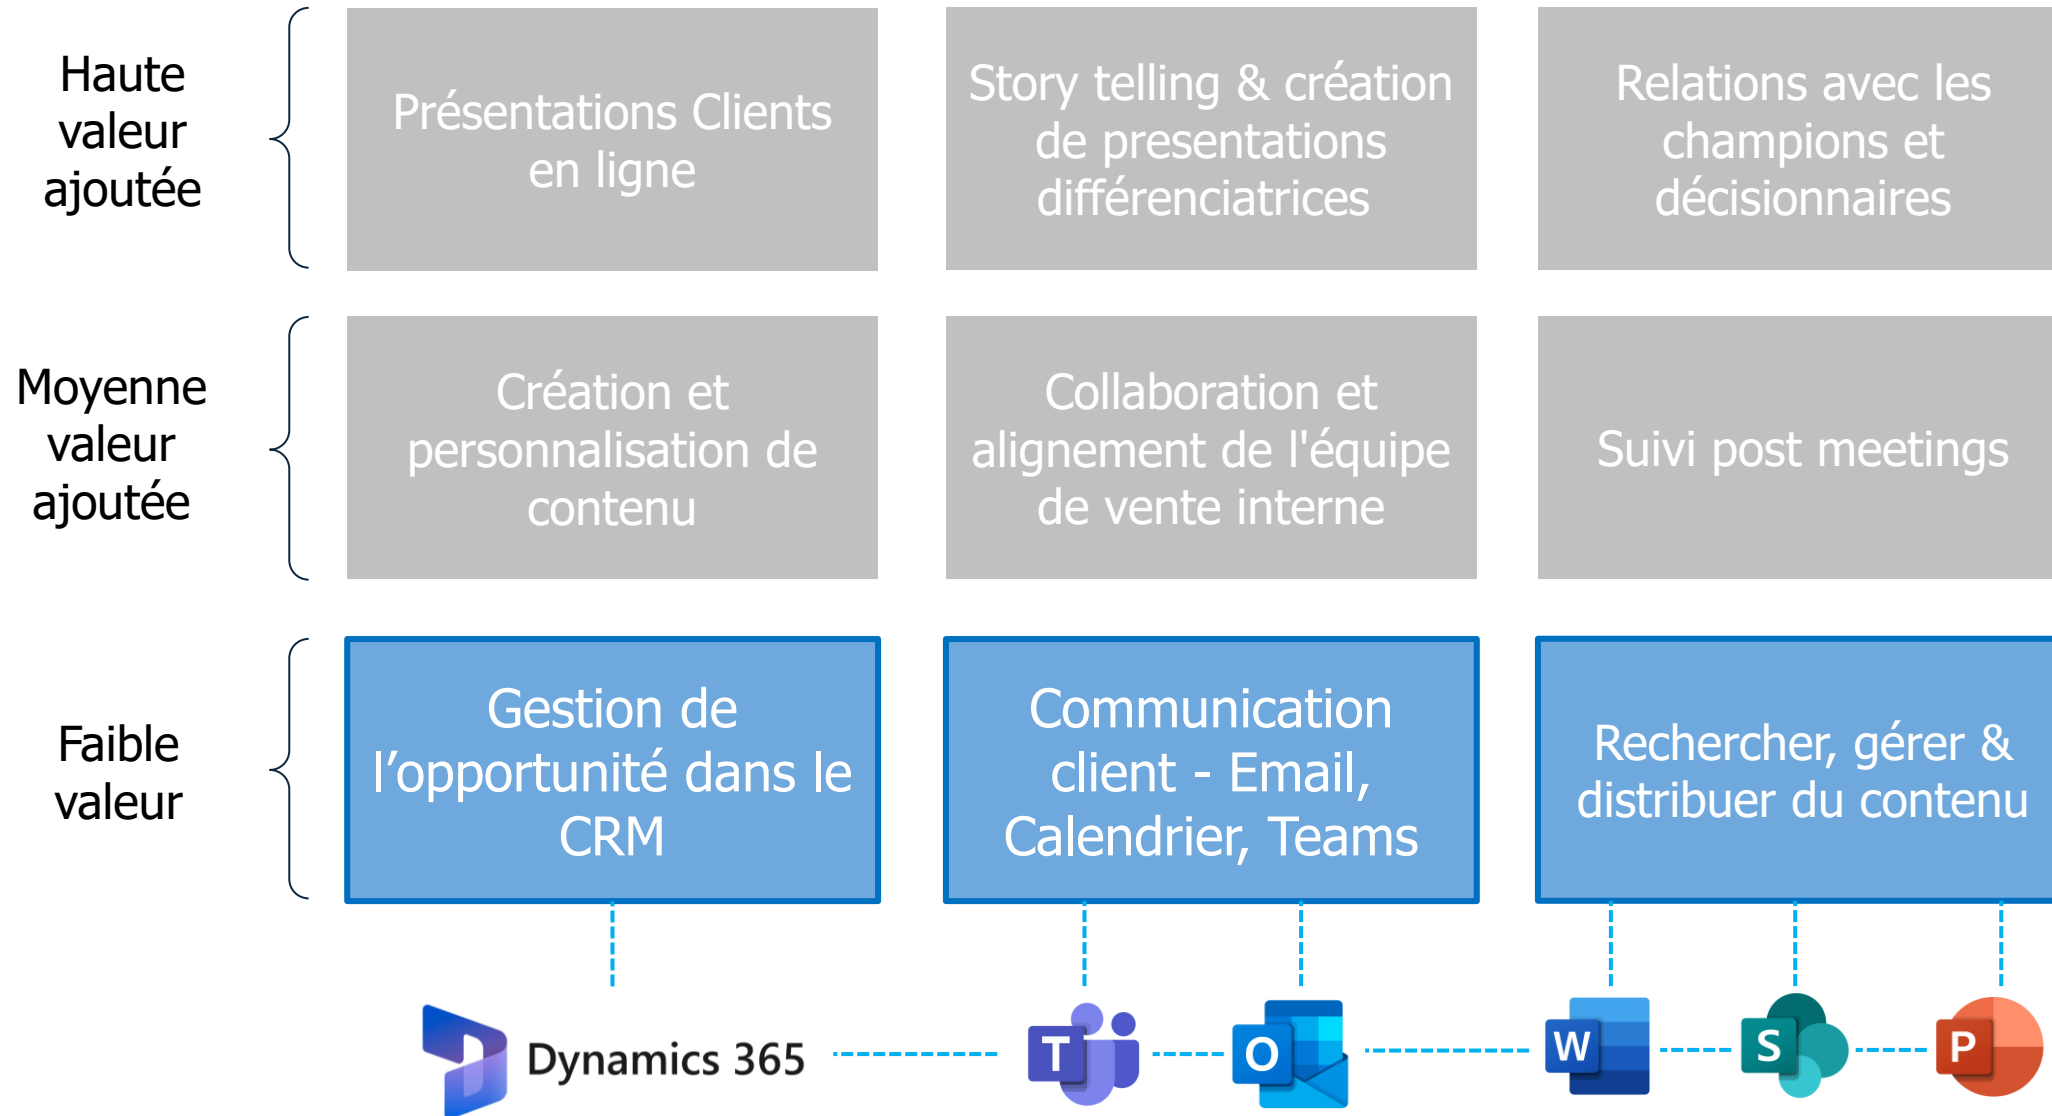 Haute
valeur
ajoutée
Présentations Clients
en ligne
Story telling & création
de presentations
différenciatrices
Relations avec les
champions et
décisionnaires
Moyenne
valeur
ajoutée
Création et
personnalisation de
contenu
Collaboration et
alignement de l'équipe
de vente interne
Suivi post meetings
Faible
valeur
Gestion de
l’opportunité dans le
CRM
Communication
client - Email,
Calendrier, Teams
Rechercher, gérer &
distribuer du contenu
Dynamics 365
T
O
W
S
P